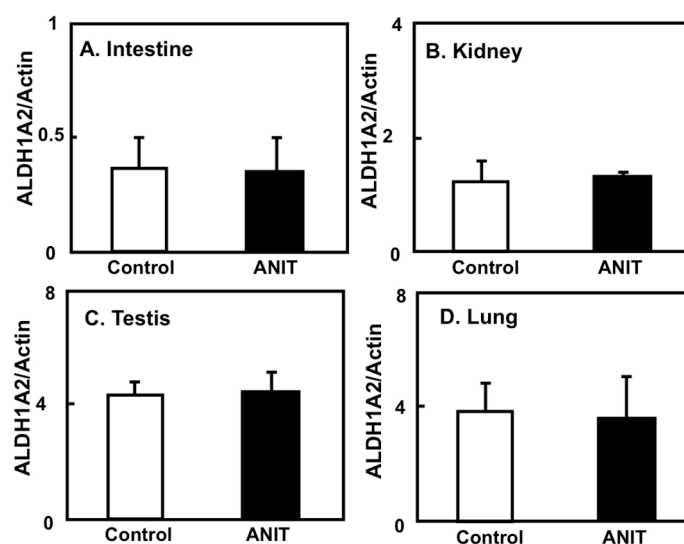 1
A. Intestine
ALDH1A2/Actin
0.5
0
Control
ANIT
4
B. Kidney
ALDH1A2/Actin
2
0
Control
ANIT
8
C. Testis
ALDH1A2/Actin
4
0
Control
ANIT
8
D. Lung
ALDH1A2/Actin
4
0
Control
ANIT